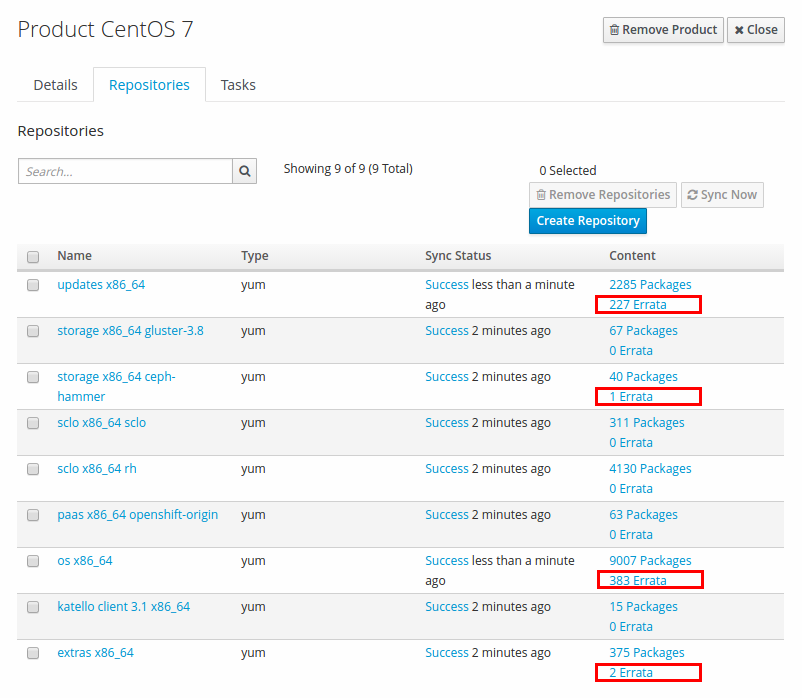 Product CentOS 7
Remove Product
Close
Details
Repositories
Tasks
Repositories
Search...
Showing 9 of 9 (9 Total)
0 Selected
Remove Repositories
Sync Now
Create Repository
Name Type Sync Status Content
updates x86_64 yum Success less than a minute 2285 Packages
ago 227 Errata
storage x86_64 gluster-3.8 yum Success 2 minutes ago 67 Packages
0 Errata
storage x86_64 ceph- yum Success 2 minutes ago 40 Packages
hammer 1 Errata
sclo x86_64 sclo yum Success 2 minutes ago 311 Packages
0 Errata
sclo x86_64 rh yum Success 2 minutes ago 4130 Packages
0 Errata
paas x86_64 openshift-origin yum Success 2 minutes ago 63 Packages
0 Errata
os x86_64 yum Success less than a minute 9007 Packages
ago 383 Errata
katello client 3.1 x86_64 yum Success 2 minutes ago 15 Packages
0 Errata
extras x86_64 yum Success 2 minutes ago 375 Packages
2 Errata